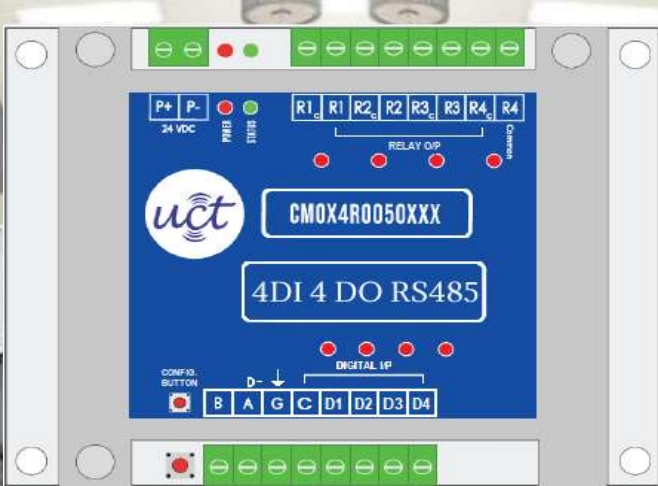 P+ P- R1c R1 R2c R2 R3c R3 R4c R4
24 VDC POWER STATUS RELAY O/P Common
uct
CM0X4R0050XXX
4DI 4 DO RS485
DIGITAL I/P
CONFIG.
BUTTON
D-
B A G C D1 D2 D3 D4